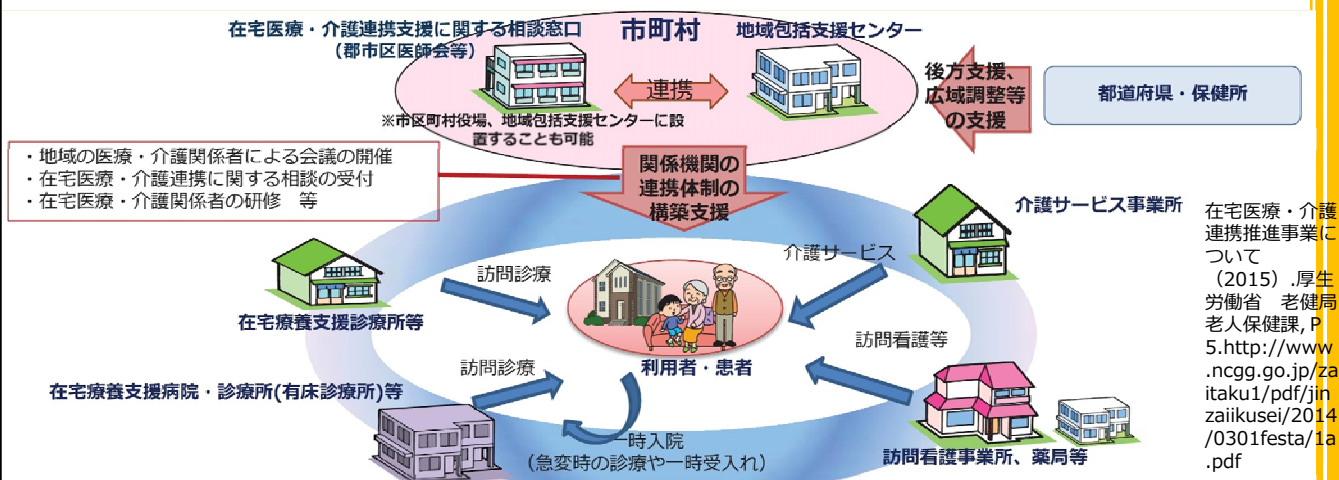 在宅医療・介護連携支援に関する相談窓口
(郡市区医師会等)
市町村
地域包括支援センター
連携
※市区町村役場、地域包括支援センターに設
置することも可能
後方支援、
広域調整等
の支援
都道府県・保健所
・地域の医療・介護関係者による会議の開催
・在宅医療・介護連携に関する相談の受付
・在宅医療・介護関係者の研修 等
関係機関の
連携体制の
構築支援
介護サービス事業所
介護サービス
訪問診療
在宅療養支援診療所等
利用者・患者
訪問看護等
訪問診療
在宅療養支援病院・診療所(有床診療所)等
一時入院
(急変時の診療や一時受入れ)
訪問看護事業所、薬局等
在宅医療・介護
連携推進事業に
ついて
(2015).厚生
労働省 老健局
老人保健課, P
5.http://www
.ncgg.go.jp/za
itaku1/pdf/jin
zaiikusei/2014
/0301festa/1a
.pdf